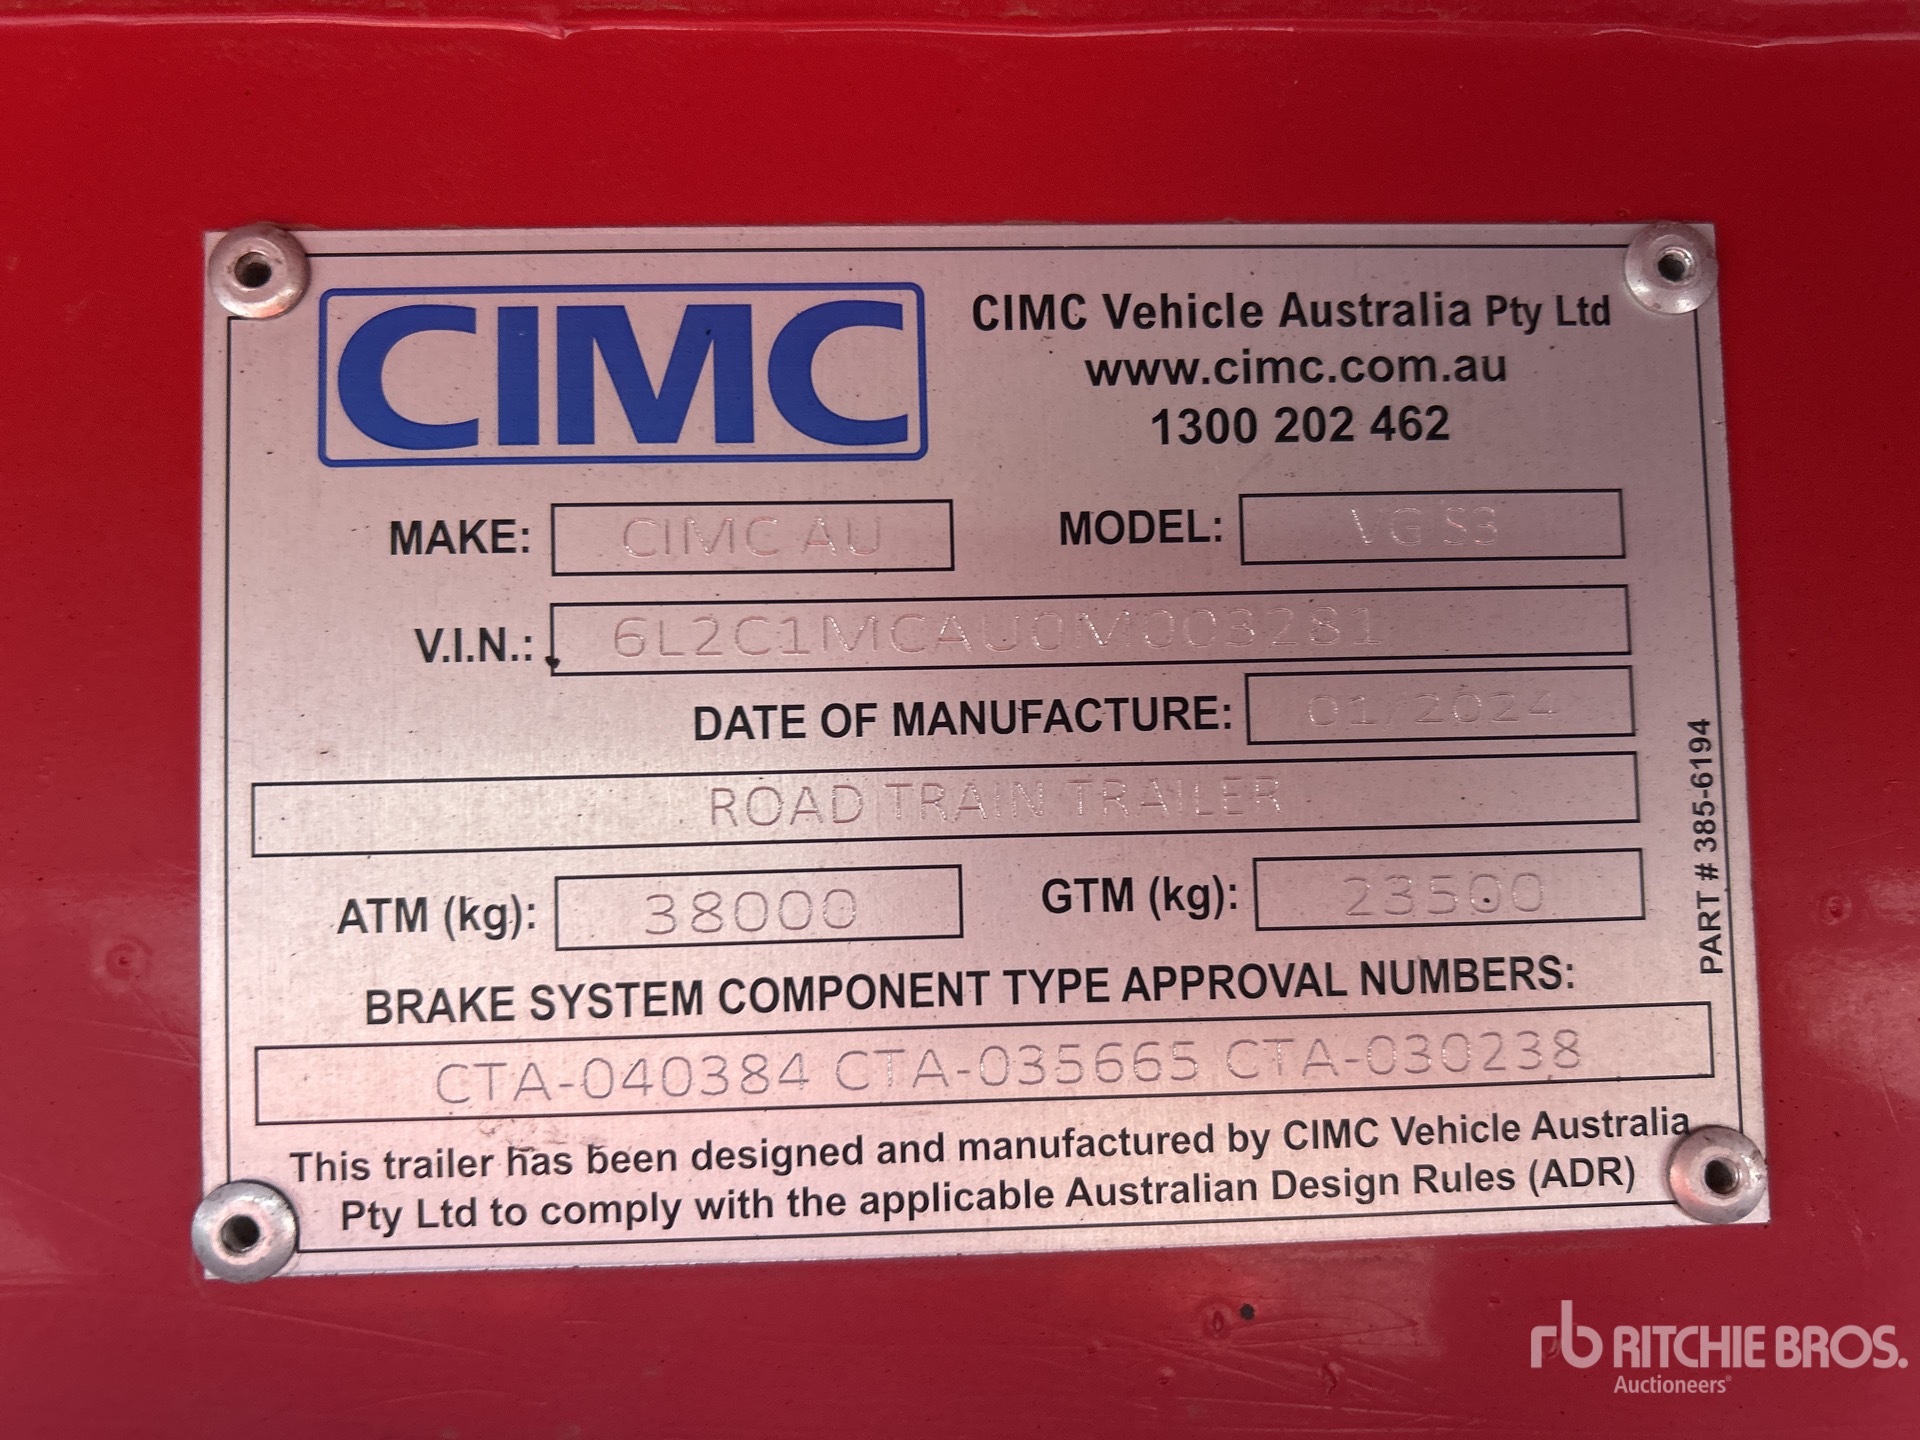 CIMC
CIMC Vehicle Australia Pty Ltd
www.cimc.com.au
1300 202 462
MAKE: CIMC AU
MODEL: VG S3
V.I.N.: 6L2C1MCAU0M003281
DATE OF MANUFACTURE: 01/2024
ROAD TRAIN TRAILER
ATM (kg): 38000
GTM (kg): 23500
BRAKE SYSTEM COMPONENT TYPE APPROVAL NUMBERS:
CTA-040384 CTA-035665 CTA-030238
This trailer has been designed and manufactured by CIMC Vehicle Australia
Pty Ltd to comply with the applicable Australian Design Rules (ADR)
PART # 385-6194
rb RITCHIE BROS.
Auctioneers®